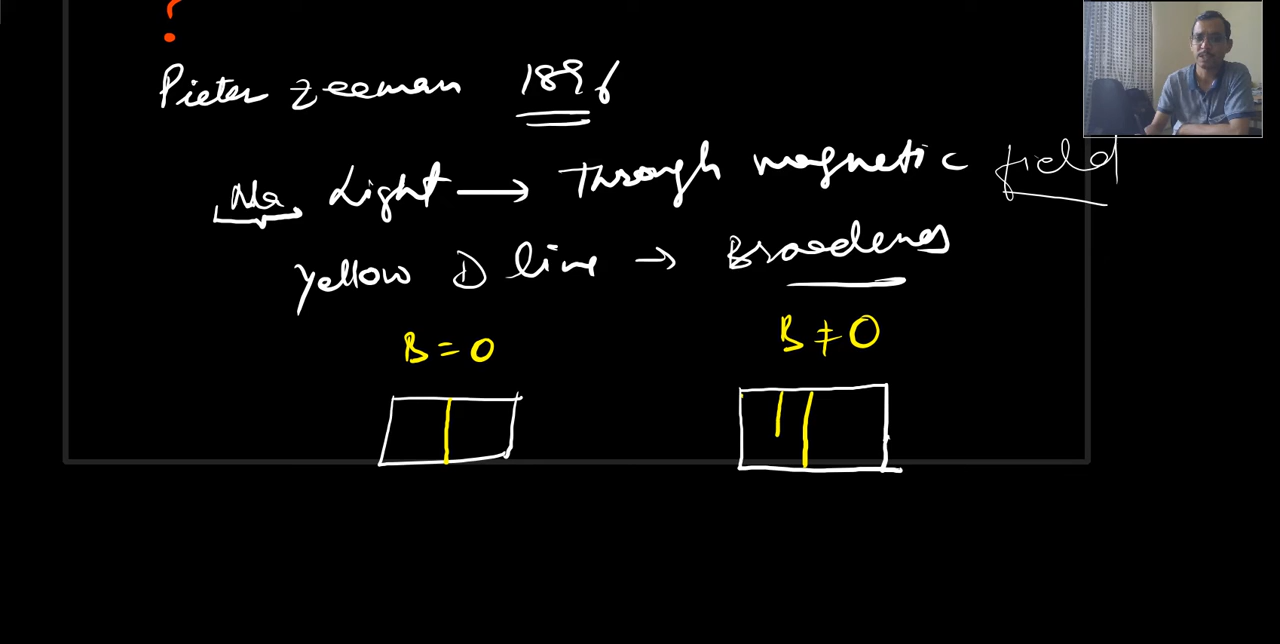 ?
Pieter Zeeman 1896
Na Light → Through magnetic field
Yellow D line → Broadens
B = 0
B ≠ 0